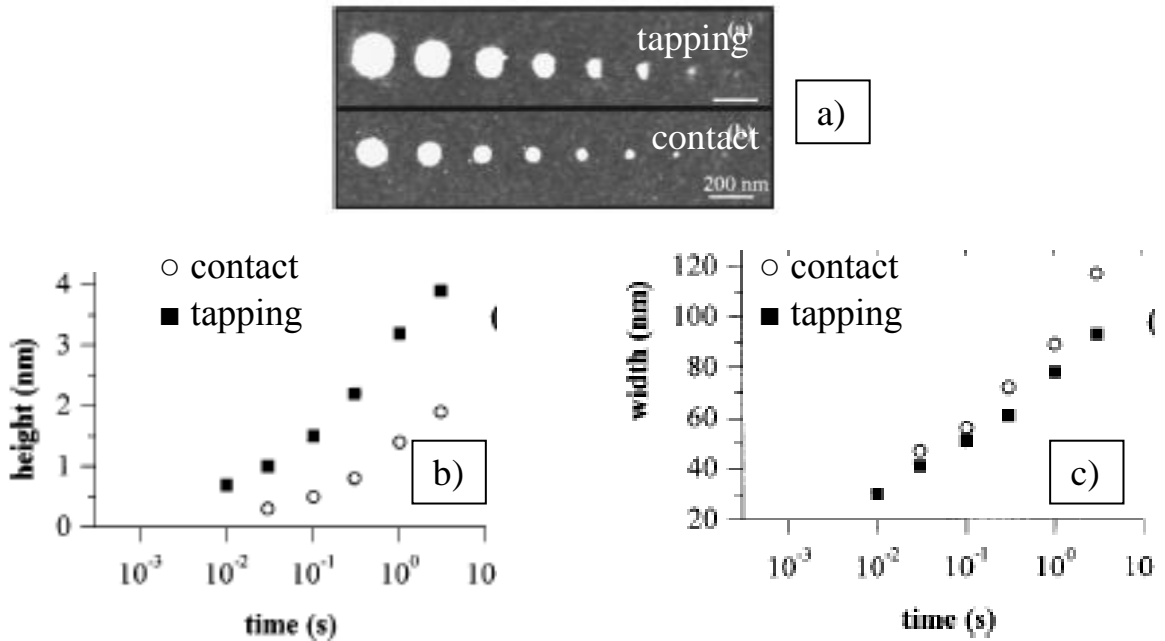 tapping
(a)
a)
contact
(b)
200 nm
○ contact
■ tapping
4
3
2
1
0
height (nm)
b)
10⁻³ 10⁻² 10⁻¹ 10⁰ 10
time (s)
○ contact
■ tapping
120
100
80
60
40
20
width (nm)
c)
10⁻³ 10⁻² 10⁻¹ 10⁰ 10
time (s)